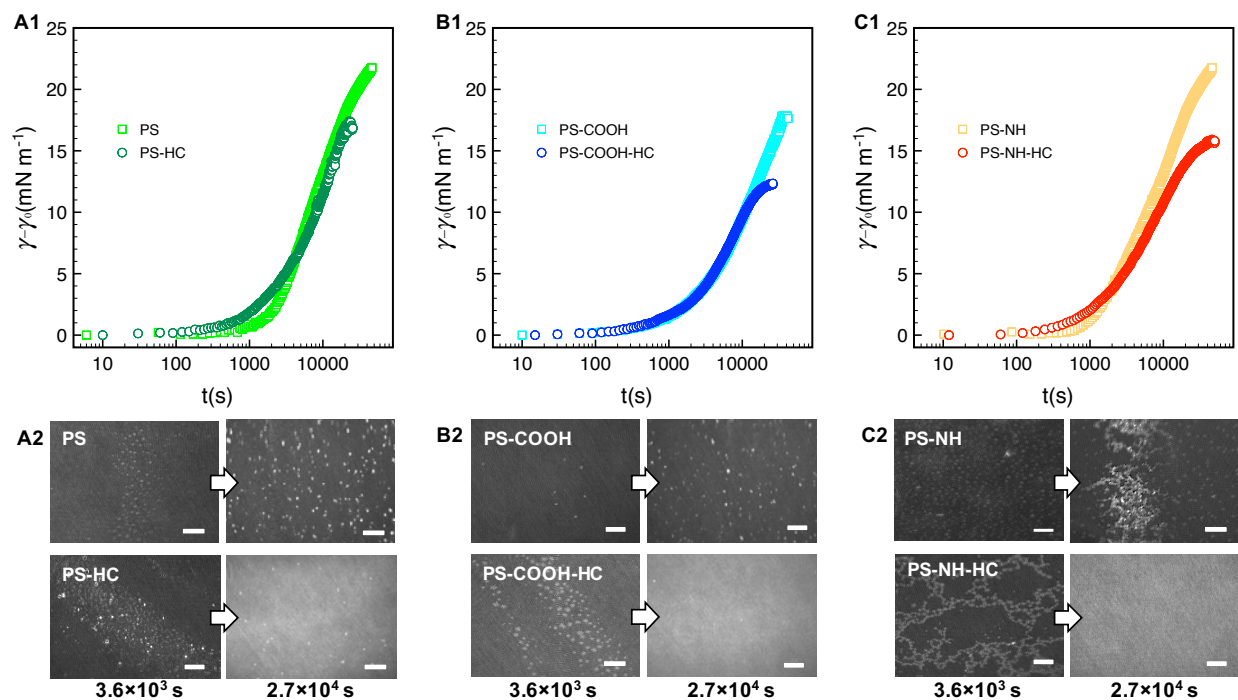 A1
25
20
15
10
5
0
γ-γ₀(mN m⁻¹)
PS
PS-HC
10 100 1000 10000
t(s)
B1
25
20
15
10
5
0
γ-γ₀(mN m⁻¹)
PS-COOH
PS-COOH-HC
10 100 1000 10000
t(s)
C1
25
20
15
10
5
0
γ-γ₀(mN m⁻¹)
PS-NH
PS-NH-HC
10 100 1000 10000
t(s)
A2
PS
PS-HC
3.6×10³ s 2.7×10⁴ s
B2
PS-COOH
PS-COOH-HC
3.6×10³ s 2.7×10⁴ s
C2
PS-NH
PS-NH-HC
3.6×10³ s 2.7×10⁴ s